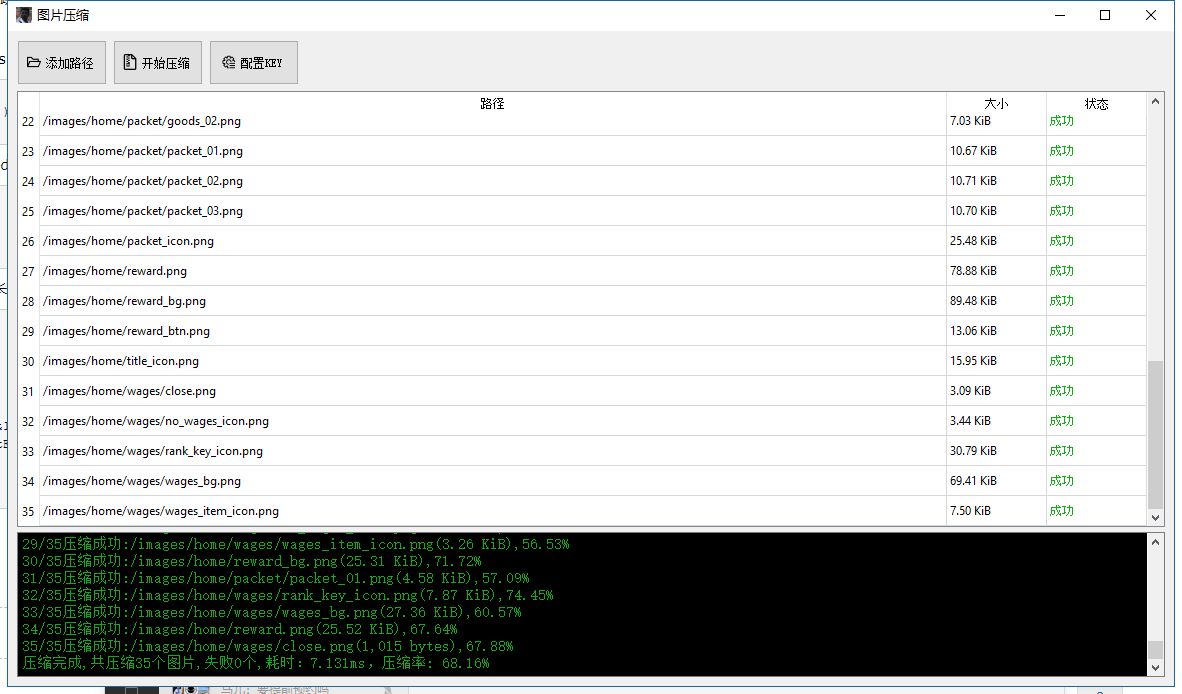 图片压缩
添加路径 开始压缩 配置KEY
路径 大小 状态
22 /images/home/packet/goods_02.png 7.03 KiB 成功
23 /images/home/packet/packet_01.png 10.67 KiB 成功
24 /images/home/packet/packet_02.png 10.71 KiB 成功
25 /images/home/packet/packet_03.png 10.70 KiB 成功
26 /images/home/packet_icon.png 25.48 KiB 成功
27 /images/home/reward.png 78.88 KiB 成功
28 /images/home/reward_bg.png 89.48 KiB 成功
29 /images/home/reward_btn.png 13.06 KiB 成功
30 /images/home/title_icon.png 15.95 KiB 成功
31 /images/home/wages/close.png 3.09 KiB 成功
32 /images/home/wages/no_wages_icon.png 3.44 KiB 成功
33 /images/home/wages/rank_key_icon.png 30.79 KiB 成功
34 /images/home/wages/wages_bg.png 69.41 KiB 成功
35 /images/home/wages/wages_item_icon.png 7.50 KiB 成功
29/35压缩成功:/images/home/wages/wages_item_icon.png(3.26 KiB),56.53%
30/35压缩成功:/images/home/reward_bg.png(25.31 KiB),71.72%
31/35压缩成功:/images/home/packet/packet_01.png(4.58 KiB),57.09%
32/35压缩成功:/images/home/wages/rank_key_icon.png(7.87 KiB),74.45%
33/35压缩成功:/images/home/wages/wages_bg.png(27.36 KiB),60.57%
34/35压缩成功:/images/home/reward.png(25.52 KiB),67.64%
35/35压缩成功:/images/home/wages/close.png(1,015 bytes),67.88%
压缩完成,共压缩35个图片,失败0个,耗时：7.131ms，压缩率: 68.16%